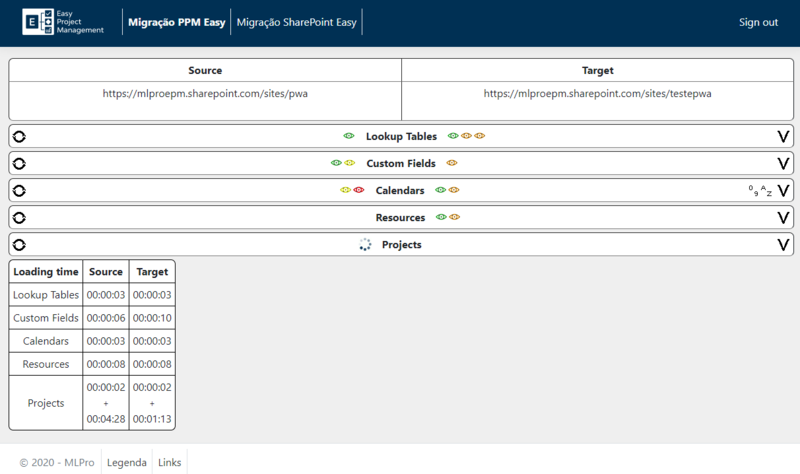 E
Easy
Project
Management
Migração PPM Easy
Migração SharePoint Easy
Sign out
Source Target
https://mlproepm.sharepoint.com/sites/pwa https://mlproepm.sharepoint.com/sites/testepwa
Lookup Tables
Custom Fields
Calendars
0 9 A Z
Resources
Projects
Loading time Source Target
Lookup Tables 00:00:03 00:00:03
Custom Fields 00:00:06 00:00:10
Calendars 00:00:03 00:00:03
Resources 00:00:08 00:00:08
Projects
00:00:02 00:00:02
+ +
00:04:28 00:01:13
© 2020 - MLPro Legenda Links